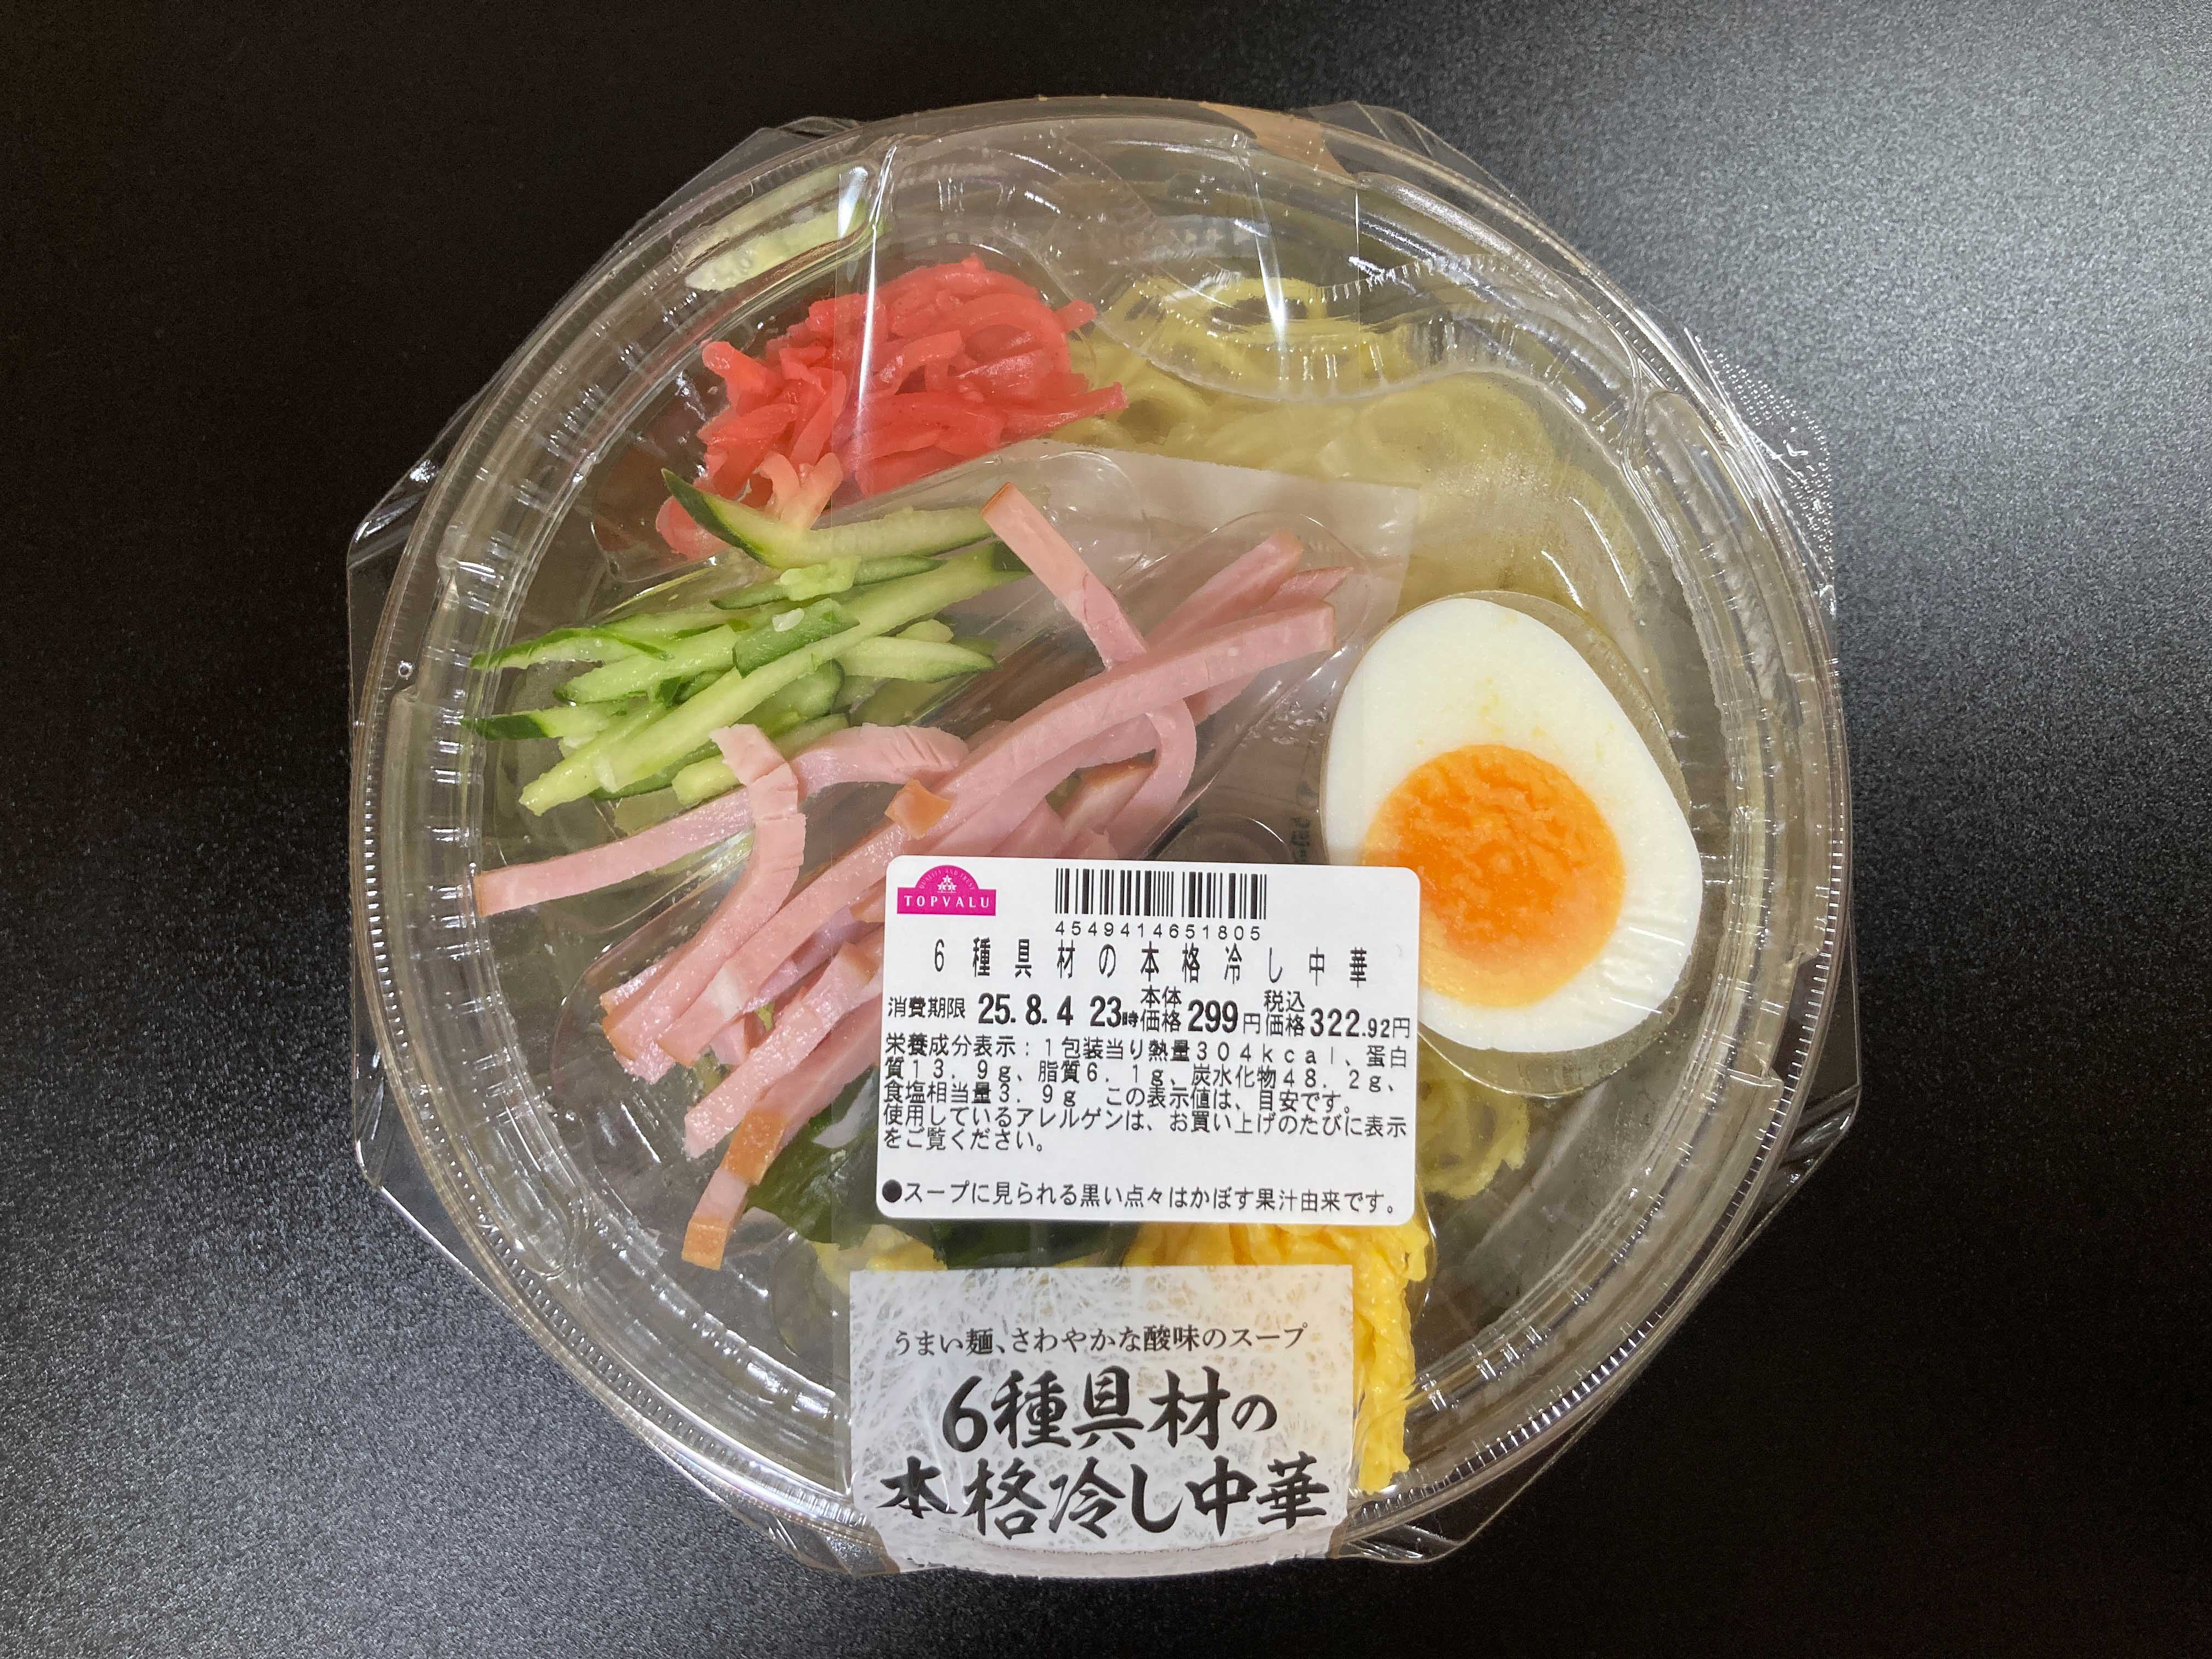 QUALITY AND TRUST
TOPVALU
4549414651805
6種具材の本格冷し中華
消費期限 25.8.4 23時 本体価格299円 税込価格322.92円
栄養成分表示：1包装当り熱量304kcal、蛋白
質13．9g、脂質6．1g、炭水化物48．2g、
食塩相当量3．9g　この表示値は、目安です。
使用しているアレルゲンは、お買い上げのたびに表示
をご覧ください。
●スープに見られる黒い点々はかぼす果汁由来です。
うまい麺、さわやかな酸味のスープ
6種具材の
本格冷し中華